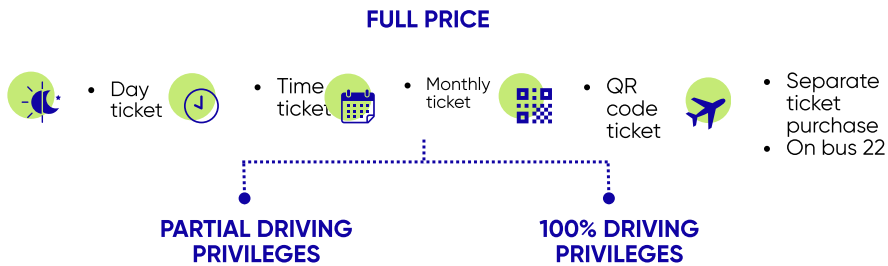 FULL PRICE
• Day
ticket
• Time
ticket
• Monthly
ticket
• QR
code
ticket
• Separate
ticket
purchase
• On bus 22
PARTIAL DRIVING
PRIVILEGES
100% DRIVING
PRIVILEGES